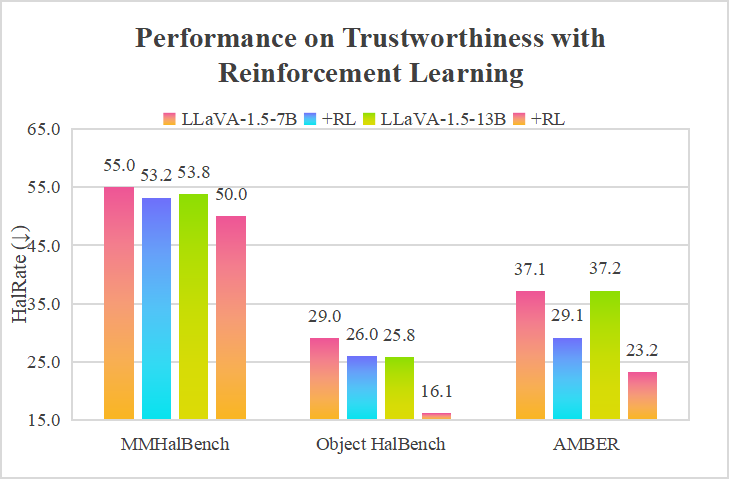 Performance on Trustworthiness with
Reinforcement Learning
LLaVA-1.5-7B +RL LLaVA-1.5-13B +RL
HalRate (↓)
65.0
55.0
45.0
35.0
25.0
15.0
55.0 53.2 53.8 50.0
29.0 26.0 25.8 16.1
37.1 29.1 37.2 23.2
MMHalBench Object HalBench AMBER